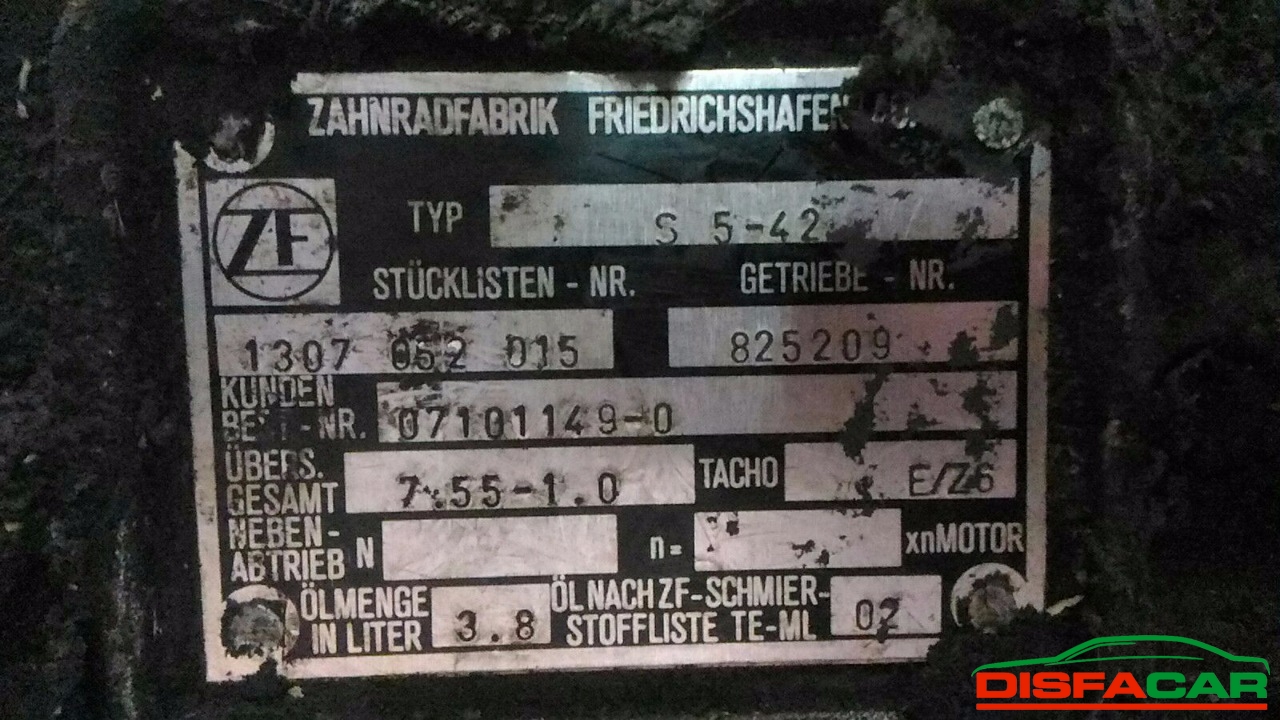 ZAHNRADFABRIK FRIEDRICHSHAFEN
ZF
TYP S 5-42
STÜCKLISTEN - NR. GETRIEBE - NR.
1307 052 015 825209
KUNDEN
NR. 07101149-0
ÜBERS.
GESAMT 7.55-1.0 TACHO E/Z6
NEBEN-
ABTRIEB N n= xnMOTOR
ÖLMENGE
IN LITER 3.8
ÖL NACH ZF-SCHMIER-
STOFFLISTE TE-ML 02
DISFACAR